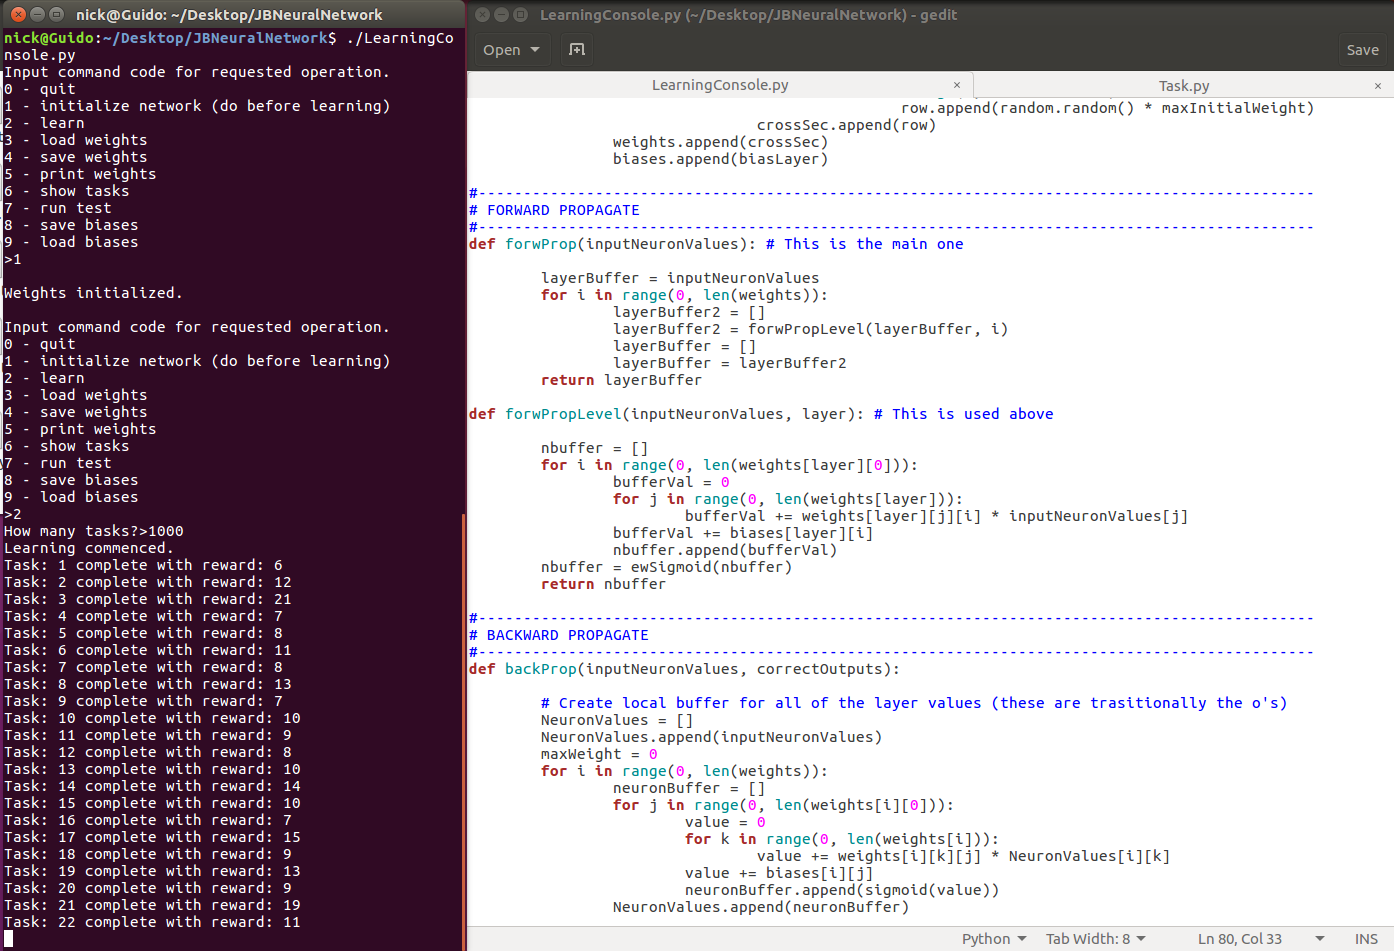 nick@Guido: ~/Desktop/JBNeuralNetwork
nick@Guido:~/Desktop/JBNeuralNetwork$ ./LearningCo
nsole.py
Input command code for requested operation.
0 - quit
1 - initialize network (do before learning)
2 - learn
3 - load weights
4 - save weights
5 - print weights
6 - show tasks
7 - run test
8 - save biases
9 - load biases
>1
Weights initialized.
Input command code for requested operation.
0 - quit
1 - initialize network (do before learning)
2 - learn
3 - load weights
4 - save weights
5 - print weights
6 - show tasks
7 - run test
8 - save biases
9 - load biases
>2
How many tasks?>1000
Learning commenced.
Task: 1 complete with reward: 6
Task: 2 complete with reward: 12
Task: 3 complete with reward: 21
Task: 4 complete with reward: 7
Task: 5 complete with reward: 8
Task: 6 complete with reward: 11
Task: 7 complete with reward: 8
Task: 8 complete with reward: 13
Task: 9 complete with reward: 7
Task: 10 complete with reward: 10
Task: 11 complete with reward: 9
Task: 12 complete with reward: 8
Task: 13 complete with reward: 10
Task: 14 complete with reward: 14
Task: 15 complete with reward: 10
Task: 16 complete with reward: 7
Task: 17 complete with reward: 15
Task: 18 complete with reward: 9
Task: 19 complete with reward: 13
Task: 20 complete with reward: 9
Task: 21 complete with reward: 19
Task: 22 complete with reward: 11
LearningConsole.py (~/Desktop/JBNeuralNetwork) - gedit
Open
Save
LearningConsole.py
Task.py
row.append(random.random() * maxInitialWeight)
crossSec.append(row)
weights.append(crossSec)
biases.append(biasLayer)
#---------------------------------------------------------------------------------------------
# FORWARD PROPAGATE
#---------------------------------------------------------------------------------------------
def forwProp(inputNeuronValues): # This is the main one
layerBuffer = inputNeuronValues
for i in range(0, len(weights)):
layerBuffer2 = []
layerBuffer2 = forwPropLevel(layerBuffer, i)
layerBuffer = []
layerBuffer = layerBuffer2
return layerBuffer
def forwPropLevel(inputNeuronValues, layer): # This is used above
nbuffer = []
for i in range(0, len(weights[layer][0])):
bufferVal = 0
for j in range(0, len(weights[layer])):
bufferVal += weights[layer][j][i] * inputNeuronValues[j]
bufferVal += biases[layer][i]
nbuffer.append(bufferVal)
nbuffer = ewSigmoid(nbuffer)
return nbuffer
#---------------------------------------------------------------------------------------------
# BACKWARD PROPAGATE
#---------------------------------------------------------------------------------------------
def backProp(inputNeuronValues, correctOutputs):
# Create local buffer for all of the layer values (these are trasitionally the o's)
NeuronValues = []
NeuronValues.append(inputNeuronValues)
maxWeight = 0
for i in range(0, len(weights)):
neuronBuffer = []
for j in range(0, len(weights[i][0])):
value = 0
for k in range(0, len(weights[i])):
value += weights[i][k][j] * NeuronValues[i][k]
value += biases[i][j]
neuronBuffer.append(sigmoid(value))
NeuronValues.append(neuronBuffer)
Python
Tab Width: 8
Ln 80, Col 33
INS